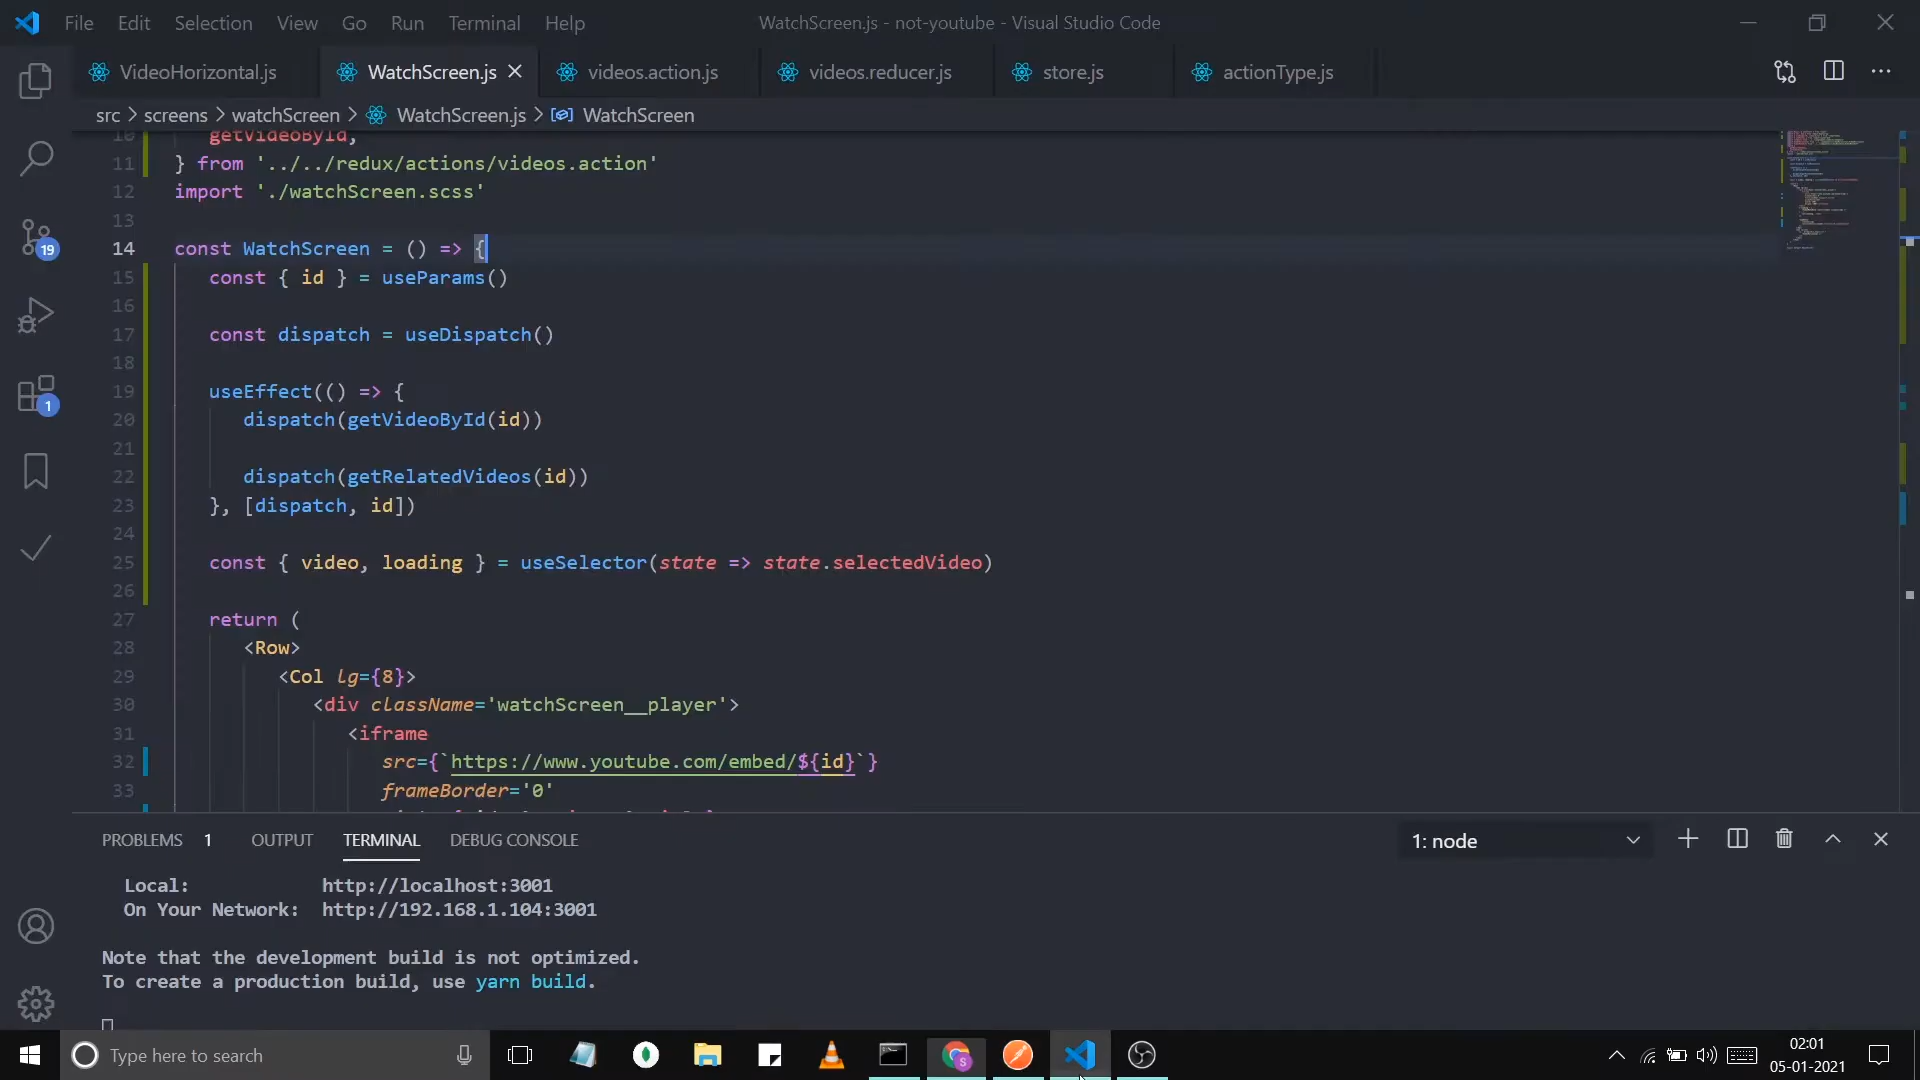 File Edit Selection View Go Run Terminal Help WatchScreen.js - not-youtube - Visual Studio Code
VideoHorizontal.js WatchScreen.js videos.action.js videos.reducer.js store.js actionType.js
src > screens > watchScreen > WatchScreen.js > WatchScreen
10 getVideoById,
11 } from '../../redux/actions/videos.action'
12 import './watchScreen.scss'
13
14 const WatchScreen = () => {
15 const { id } = useParams()
16
17 const dispatch = useDispatch()
18
19 useEffect(() => {
20 dispatch(getVideoById(id))
21
22 dispatch(getRelatedVideos(id))
23 }, [dispatch, id])
24
25 const { video, loading } = useSelector(state => state.selectedVideo)
26
27 return (
28 <Row>
29 <Col lg={8}>
30 <div className='watchScreen__player'>
31 <iframe
32 src={`https://www.youtube.com/embed/${id}`}
33 frameBorder='0'
19
1
PROBLEMS 1 OUTPUT TERMINAL DEBUG CONSOLE 1: node
Local: http://localhost:3001
On Your Network: http://192.168.1.104:3001
Note that the development build is not optimized.
To create a production build, use yarn build.
Type here to search
S
02:01
05-01-2021